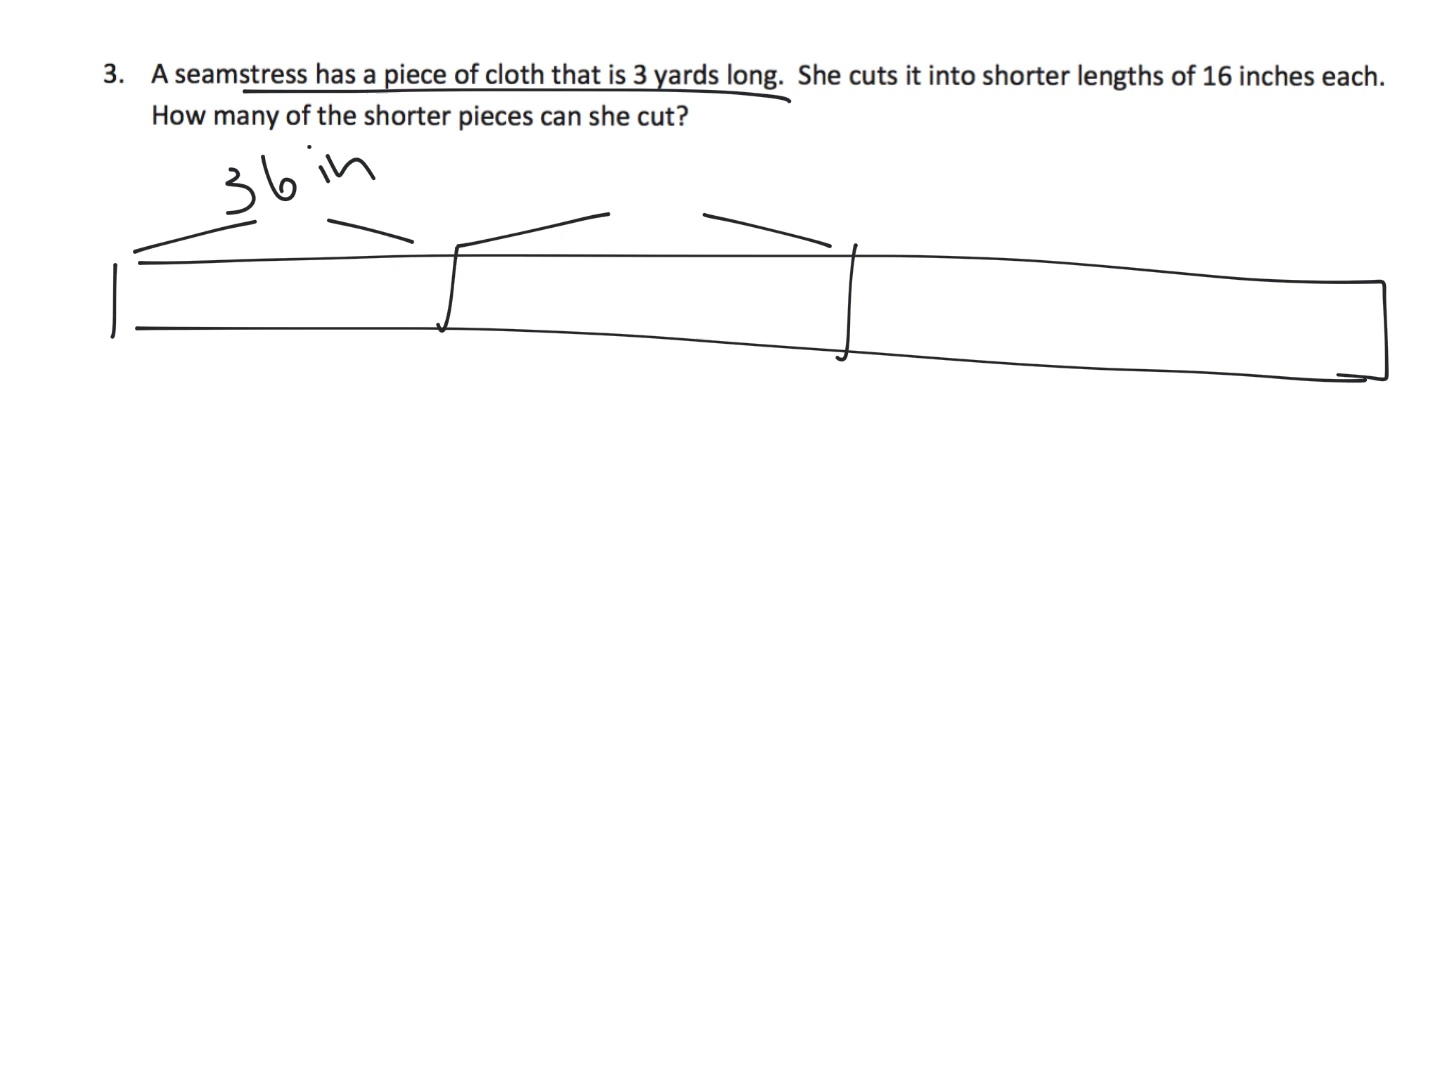 3. A seamstress has a piece of cloth that is 3 yards long. She cuts it into shorter lengths of 16 inches each.
How many of the shorter pieces can she cut?
36 in